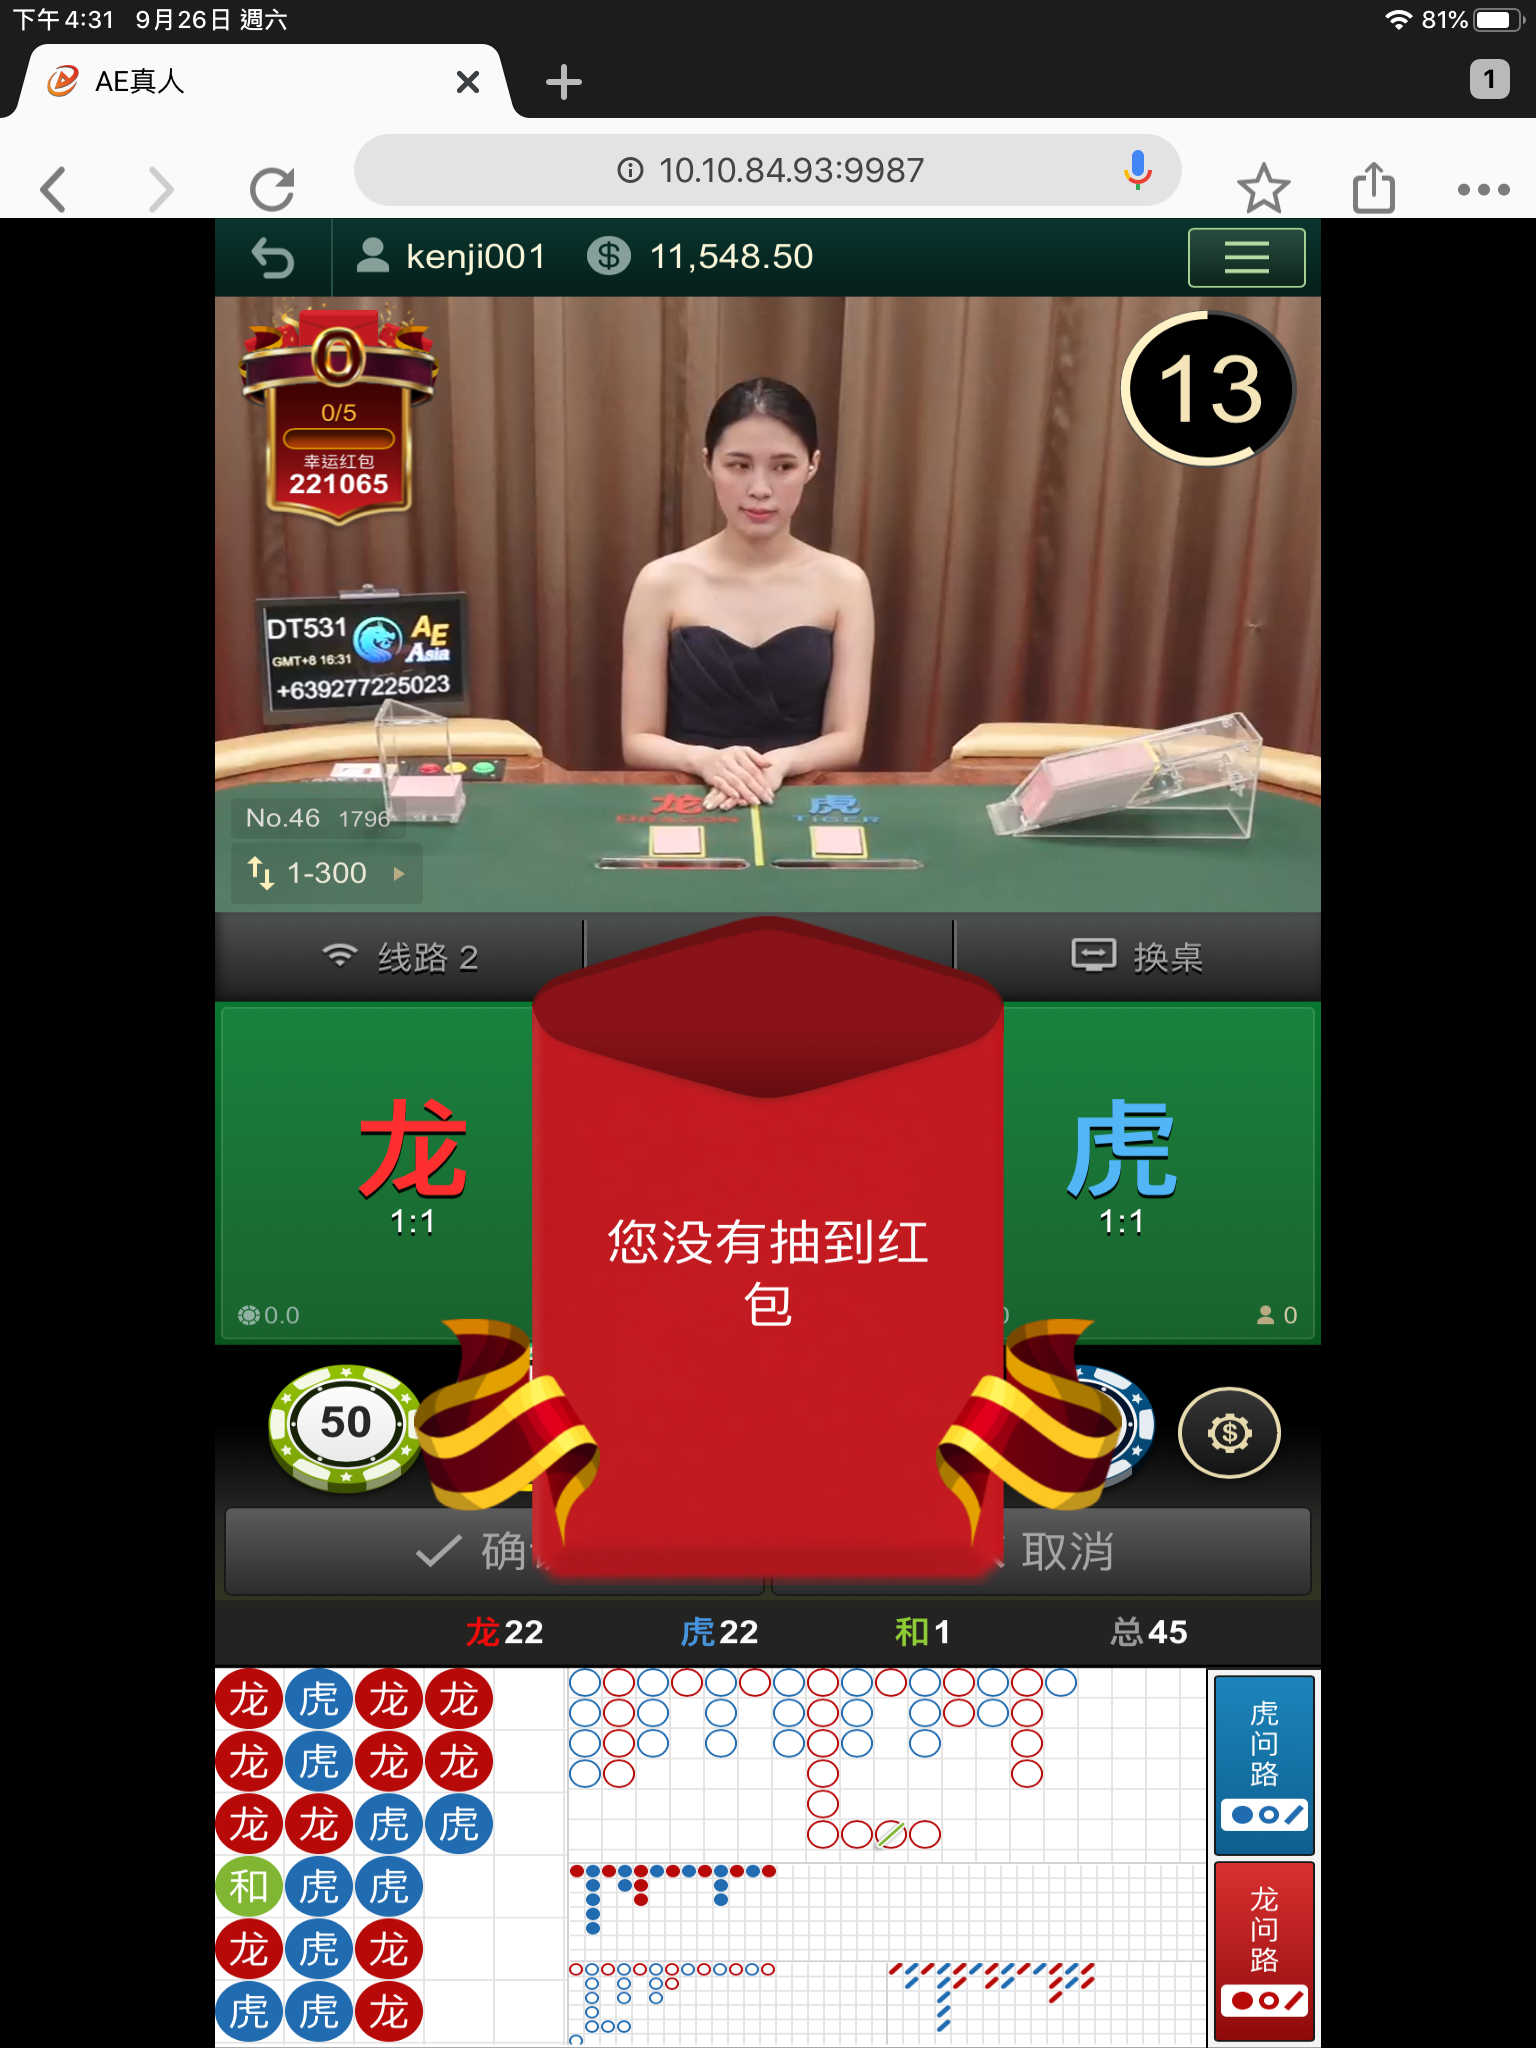 下午4:31 9月26日 週六
81%
AE真人
1
10.10.84.93:9987
kenji001 11,548.50
0
0/5
幸运红包
221065
13
DT531
AE Asia
GMT+8 16:31
+639277225023
龙 虎
DRAGON TIGER
No.46 1796
1-300
线路 2
换桌
龙
1:1
0.0
虎
1:1
0
您没有抽到红
包
50
取消
龙22 虎22 和1 总45
龙 虎 龙 龙
龙 虎 龙 龙
龙 龙 虎 虎
和 虎 虎
龙 虎 龙
虎 虎 龙
虎问路
龙问路